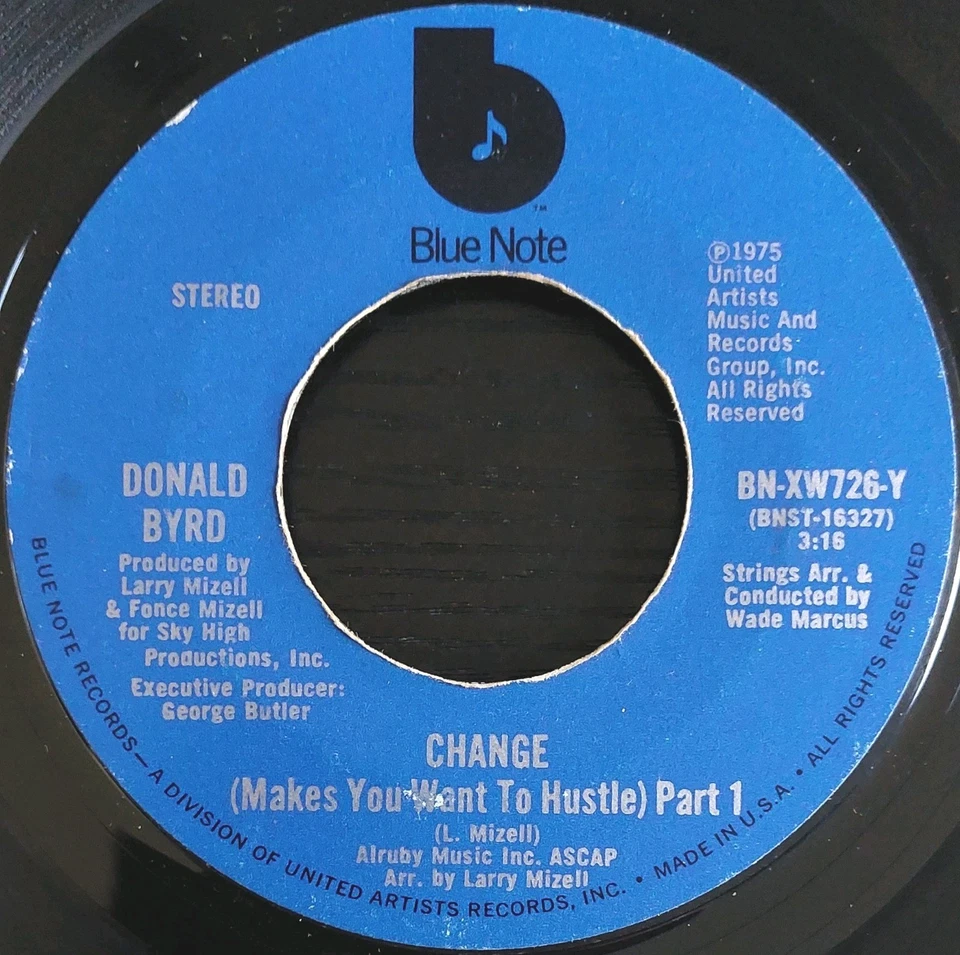 b
™
Blue Note
STEREO
℗1975
United
Artists
Music And
Records
Group, Inc.
All Rights
Reserved
DONALD
BYRD
Produced by
Larry Mizell
& Fonce Mizell
for Sky High
Productions, Inc.
Executive Producer:
George Butler
BN-XW726-Y
(BNST-16327)
3:16
Strings Arr. &
Conducted by
Wade Marcus
CHANGE
(Makes You Want To Hustle) Part 1
(L. Mizell)
Alruby Music Inc. ASCAP
Arr. by Larry Mizell
BLUE NOTE RECORDS—A DIVISION OF UNITED ARTISTS RECORDS, INC. • MADE IN U.S.A. • ALL RIGHTS RESERVED